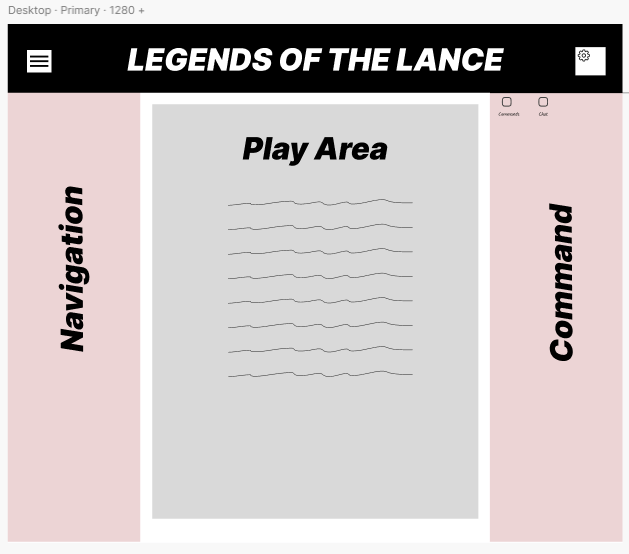 Desktop · Primary · 1280 +
LEGENDS OF THE LANCE
Commands
Chat
Play Area
Navigation
Command